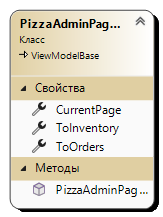 PizzaAdminPag...
Класс
ViewModelBase
Свойства
CurrentPage
ToInventory
ToOrders
Методы
PizzaAdminPag...